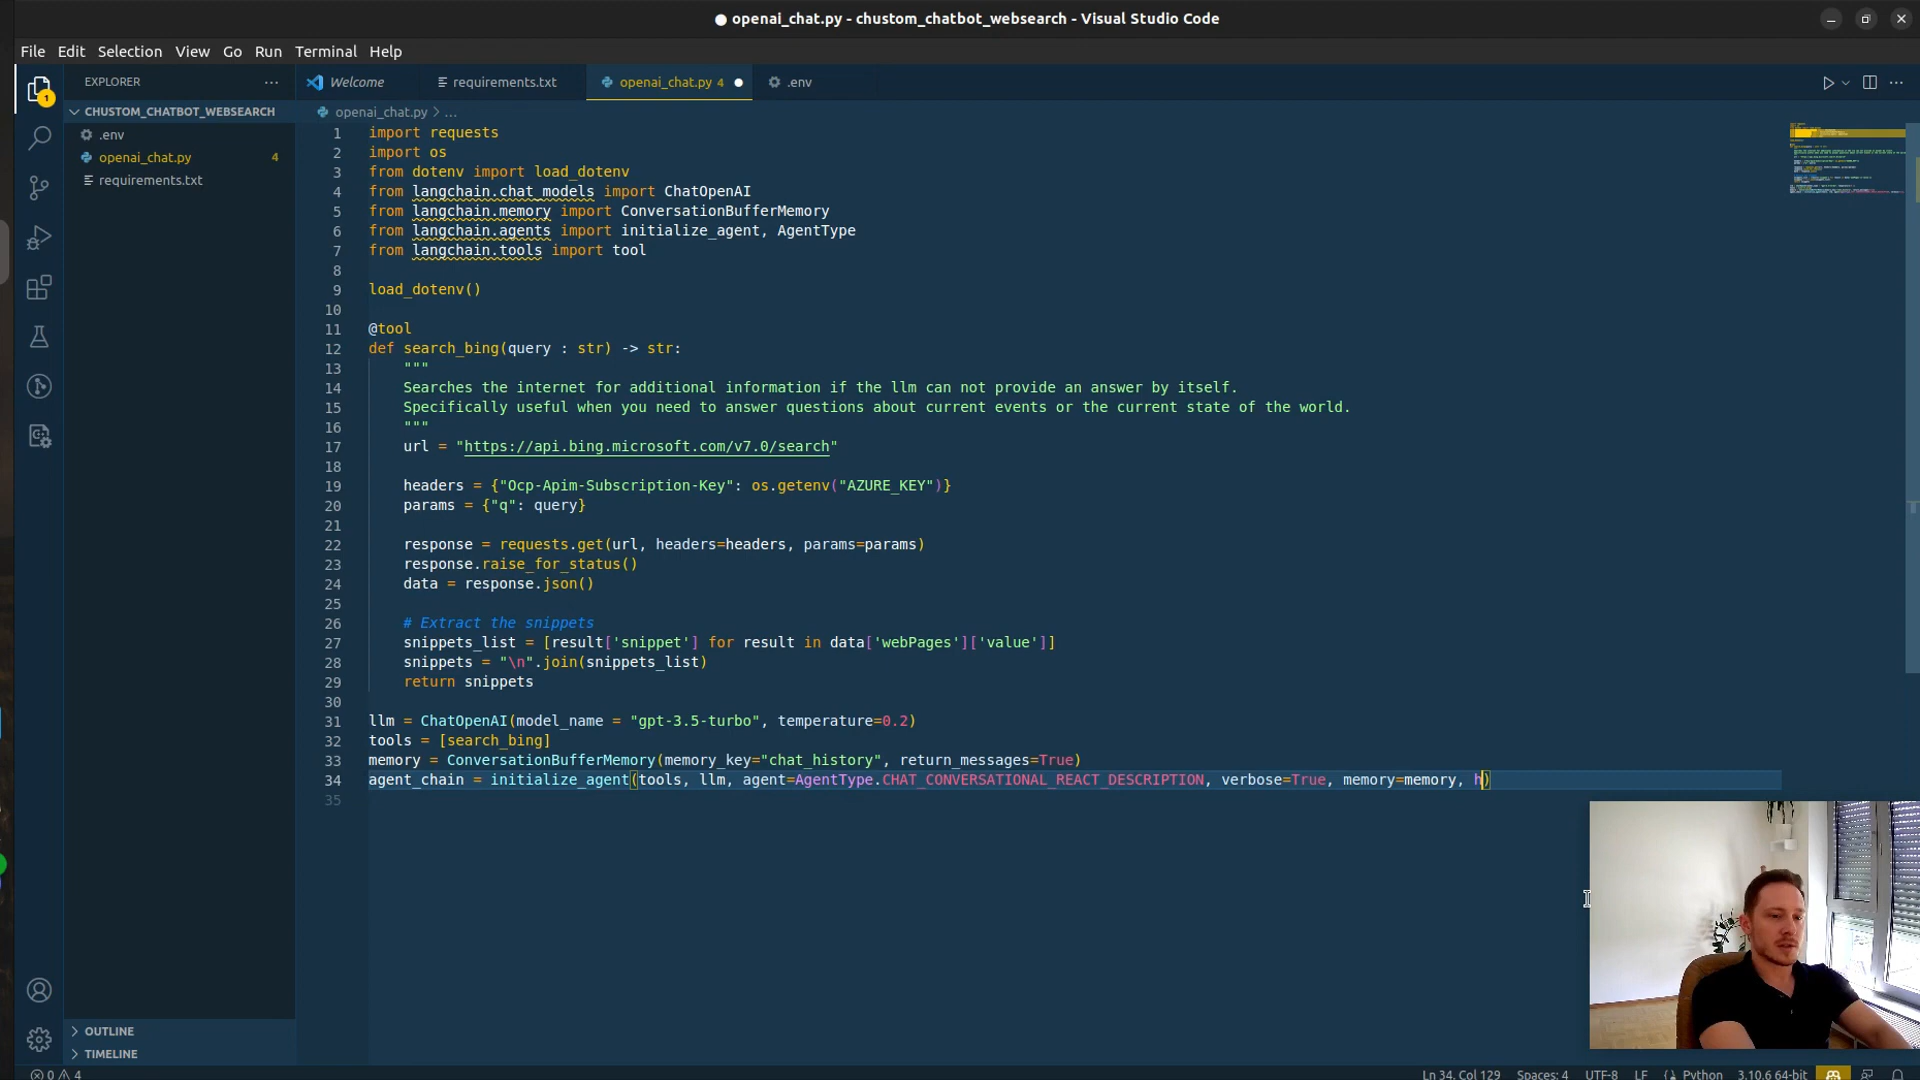 openai_chat.py - chustom_chatbot_websearch - Visual Studio Code
File Edit Selection View Go Run Terminal Help
EXPLORER
Welcome
requirements.txt
openai_chat.py 4
.env
CHUSTOM_CHATBOT_WEBSEARCH
.env
openai_chat.py 4
requirements.txt
1
openai_chat.py > ...
1 import requests
2 import os
3 from dotenv import load_dotenv
4 from langchain.chat_models import ChatOpenAI
5 from langchain.memory import ConversationBufferMemory
6 from langchain.agents import initialize_agent, AgentType
7 from langchain.tools import tool
8
9 load_dotenv()
10
11 @tool
12 def search_bing(query : str) -> str:
13 """
14 Searches the internet for additional information if the llm can not provide an answer by itself.
15 Specifically useful when you need to answer questions about current events or the current state of the world.
16 """
17 url = "https://api.bing.microsoft.com/v7.0/search"
18
19 headers = {"Ocp-Apim-Subscription-Key": os.getenv("AZURE_KEY")}
20 params = {"q": query}
21
22 response = requests.get(url, headers=headers, params=params)
23 response.raise_for_status()
24 data = response.json()
25
26 # Extract the snippets
27 snippets_list = [result['snippet'] for result in data['webPages']['value']]
28 snippets = "\n".join(snippets_list)
29 return snippets
30
31 llm = ChatOpenAI(model_name = "gpt-3.5-turbo", temperature=0.2)
32 tools = [search_bing]
33 memory = ConversationBufferMemory(memory_key="chat_history", return_messages=True)
34 agent_chain = initialize_agent(tools, llm, agent=AgentType.CHAT_CONVERSATIONAL_REACT_DESCRIPTION, verbose=True, memory=memory, h)
35
OUTLINE
TIMELINE
0 4
Ln 34, Col 129 Spaces: 4 UTF-8 LF Python 3.10.6 64-bit